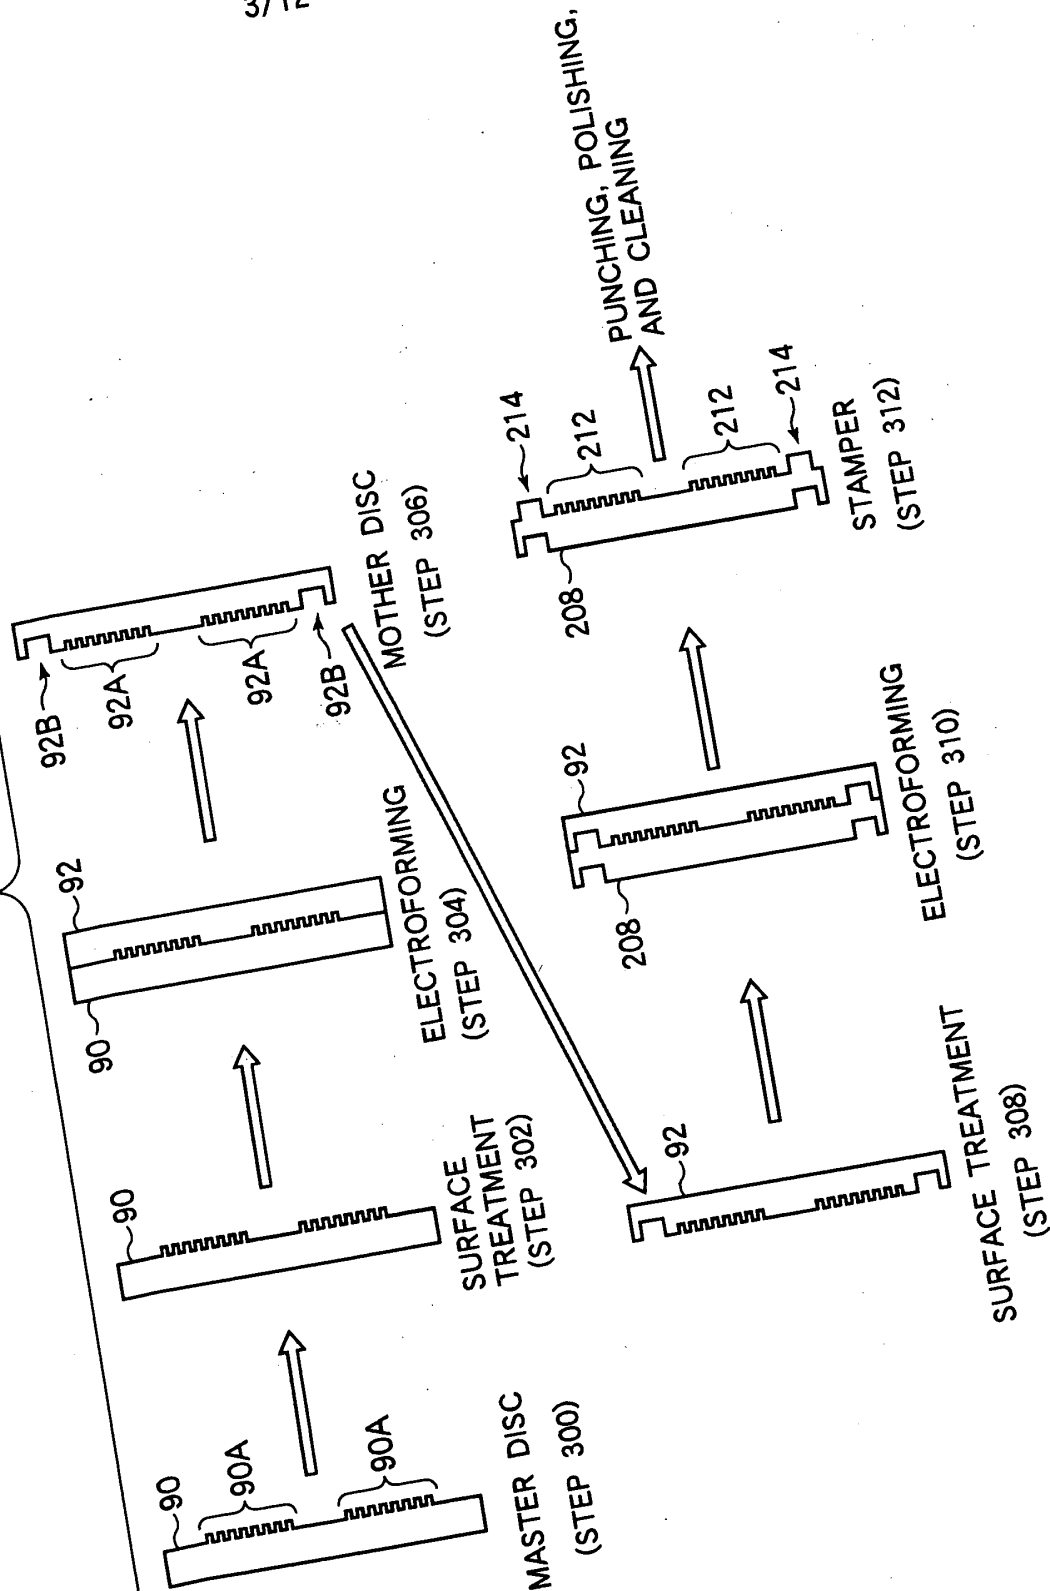 3/12
90
90A
90A
MASTER DISC
(STEP 300)
90
SURFACE
TREATMENT
(STEP 302)
90
92
ELECTROFORMING
(STEP 304)
92B
92A
92A
92B
MOTHER DISC
(STEP 306)
92
SURFACE TREATMENT
(STEP 308)
208
92
ELECTROFORMING
(STEP 310)
208
214
212
212
214
STAMPER
(STEP 312)
PUNCHING, POLISHING,
AND CLEANING